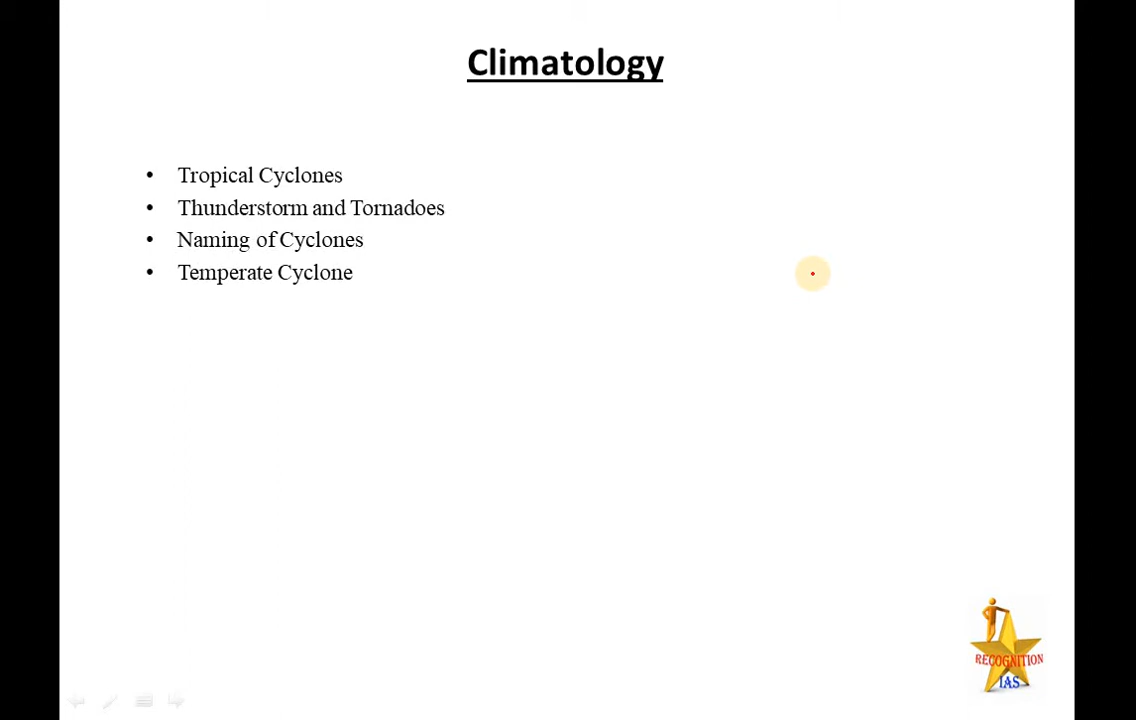 Climatology
• Tropical Cyclones
• Thunderstorm and Tornadoes
• Naming of Cyclones
• Temperate Cyclone
RECOGNITION
IAS